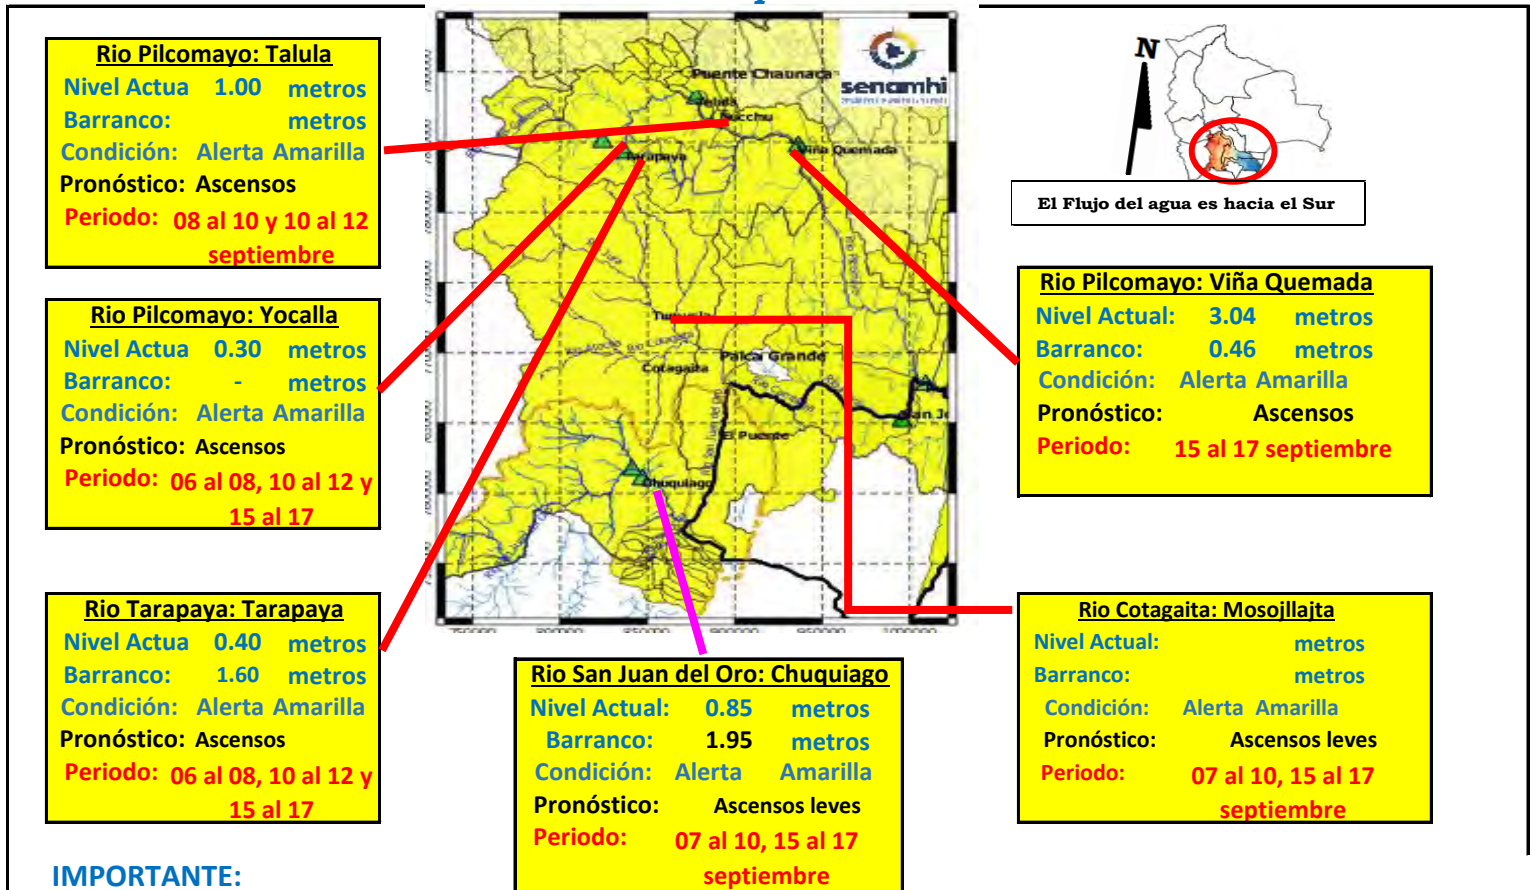 Rio Pilcomayo: Talula
Nivel Actua 1.00 metros
Barranco: metros
Condición: Alerta Amarilla
Pronóstico: Ascensos
Periodo: 08 al 10 y 10 al 12
septiembre
Rio Pilcomayo: Yocalla
Nivel Actua 0.30 metros
Barranco: - metros
Condición: Alerta Amarilla
Pronóstico: Ascensos
Periodo: 06 al 08, 10 al 12 y
15 al 17
Rio Tarapaya: Tarapaya
Nivel Actua 0.40 metros
Barranco: 1.60 metros
Condición: Alerta Amarilla
Pronóstico: Ascensos
Periodo: 06 al 08, 10 al 12 y
15 al 17
IMPORTANTE:
senamhi
Puente Chaunaca
Talula
Viña Quemada
Tarapaya
Palca Grande
Cotagaita
El Puente
Chuquiago
750000 800000 850000 900000 950000 1000000
Rio San Juan del Oro: Chuquiago
Nivel Actual: 0.85 metros
Barranco: 1.95 metros
Condición: Alerta Amarilla
Pronóstico: Ascensos leves
Periodo: 07 al 10, 15 al 17
septiembre
N
El Flujo del agua es hacia el Sur
Rio Pilcomayo: Viña Quemada
Nivel Actual: 3.04 metros
Barranco: 0.46 metros
Condición: Alerta Amarilla
Pronóstico: Ascensos
Periodo: 15 al 17 septiembre
Rio Cotagaita: Mosojllajta
Nivel Actual: metros
Barranco: metros
Condición: Alerta Amarilla
Pronóstico: Ascensos leves
Periodo: 07 al 10, 15 al 17
septiembre